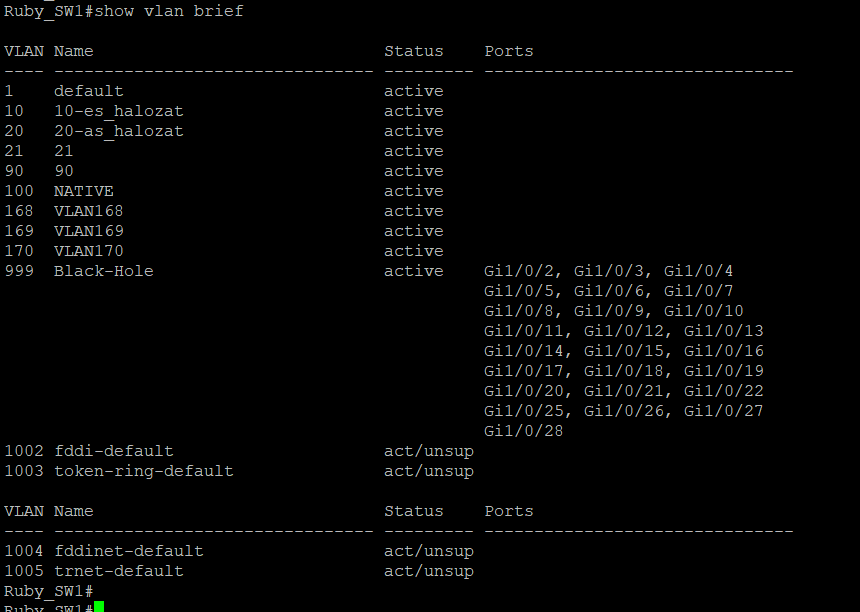 Ruby_SW1#show vlan brief
VLAN Name                             Status    Ports
---- -------------------------------- --------- -------------------------------
1    default                          active
10   10-es_halozat                    active
20   20-as_halozat                    active
21   21                               active
90   90                               active
100  NATIVE                           active
168  VLAN168                          active
169  VLAN169                          active
170  VLAN170                          active
999  Black-Hole                       active    Gi1/0/2, Gi1/0/3, Gi1/0/4
                                                Gi1/0/5, Gi1/0/6, Gi1/0/7
                                                Gi1/0/8, Gi1/0/9, Gi1/0/10
                                                Gi1/0/11, Gi1/0/12, Gi1/0/13
                                                Gi1/0/14, Gi1/0/15, Gi1/0/16
                                                Gi1/0/17, Gi1/0/18, Gi1/0/19
                                                Gi1/0/20, Gi1/0/21, Gi1/0/22
                                                Gi1/0/25, Gi1/0/26, Gi1/0/27
                                                Gi1/0/28
1002 fddi-default                     act/unsup
1003 token-ring-default               act/unsup
VLAN Name                             Status    Ports
---- -------------------------------- --------- -------------------------------
1004 fddinet-default                  act/unsup
1005 trnet-default                    act/unsup
Ruby_SW1#
Ruby_SW1#